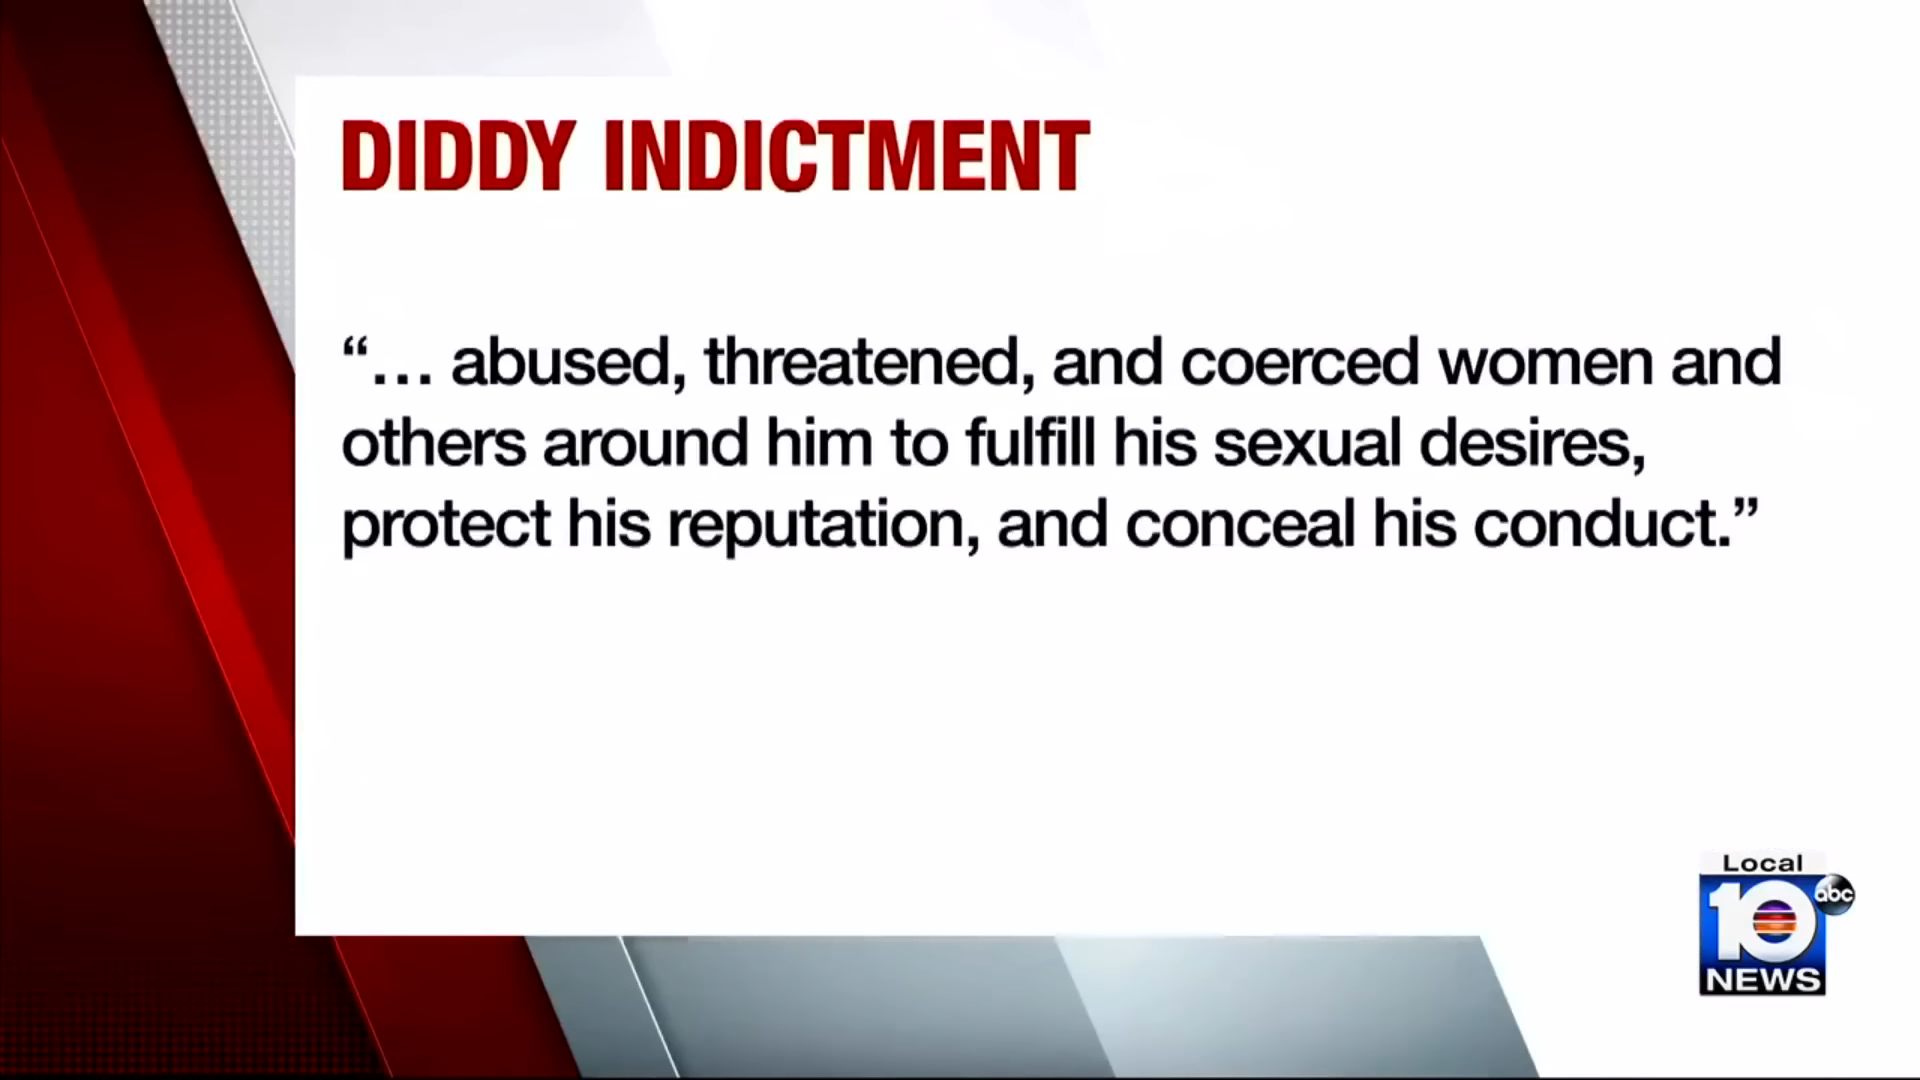 DIDDY INDICTMENT
“… abused, threatened, and coerced women and
others around him to fulfill his sexual desires,
protect his reputation, and conceal his conduct.”
Local
10 abc
NEWS